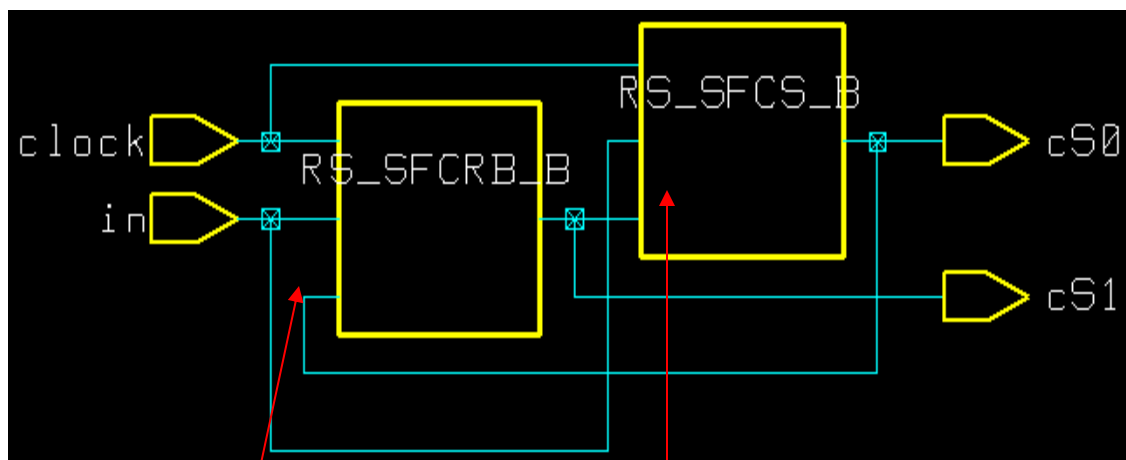 clock
in
RS_SFCRB_B
RS_SFCS_B
cS0
cS1